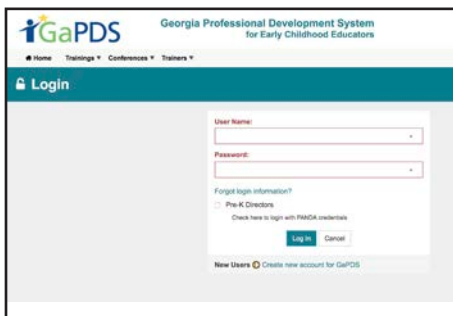 GaPDS
Georgia Professional Development System
for Early Childhood Educators
Home Trainings Conferences Trainers
Login
User Name:
Password:
Forgot login information?
Pre-K Directors
Check here to login with PANDA credentials
Log in Cancel
New Users Create new account for GaPDS